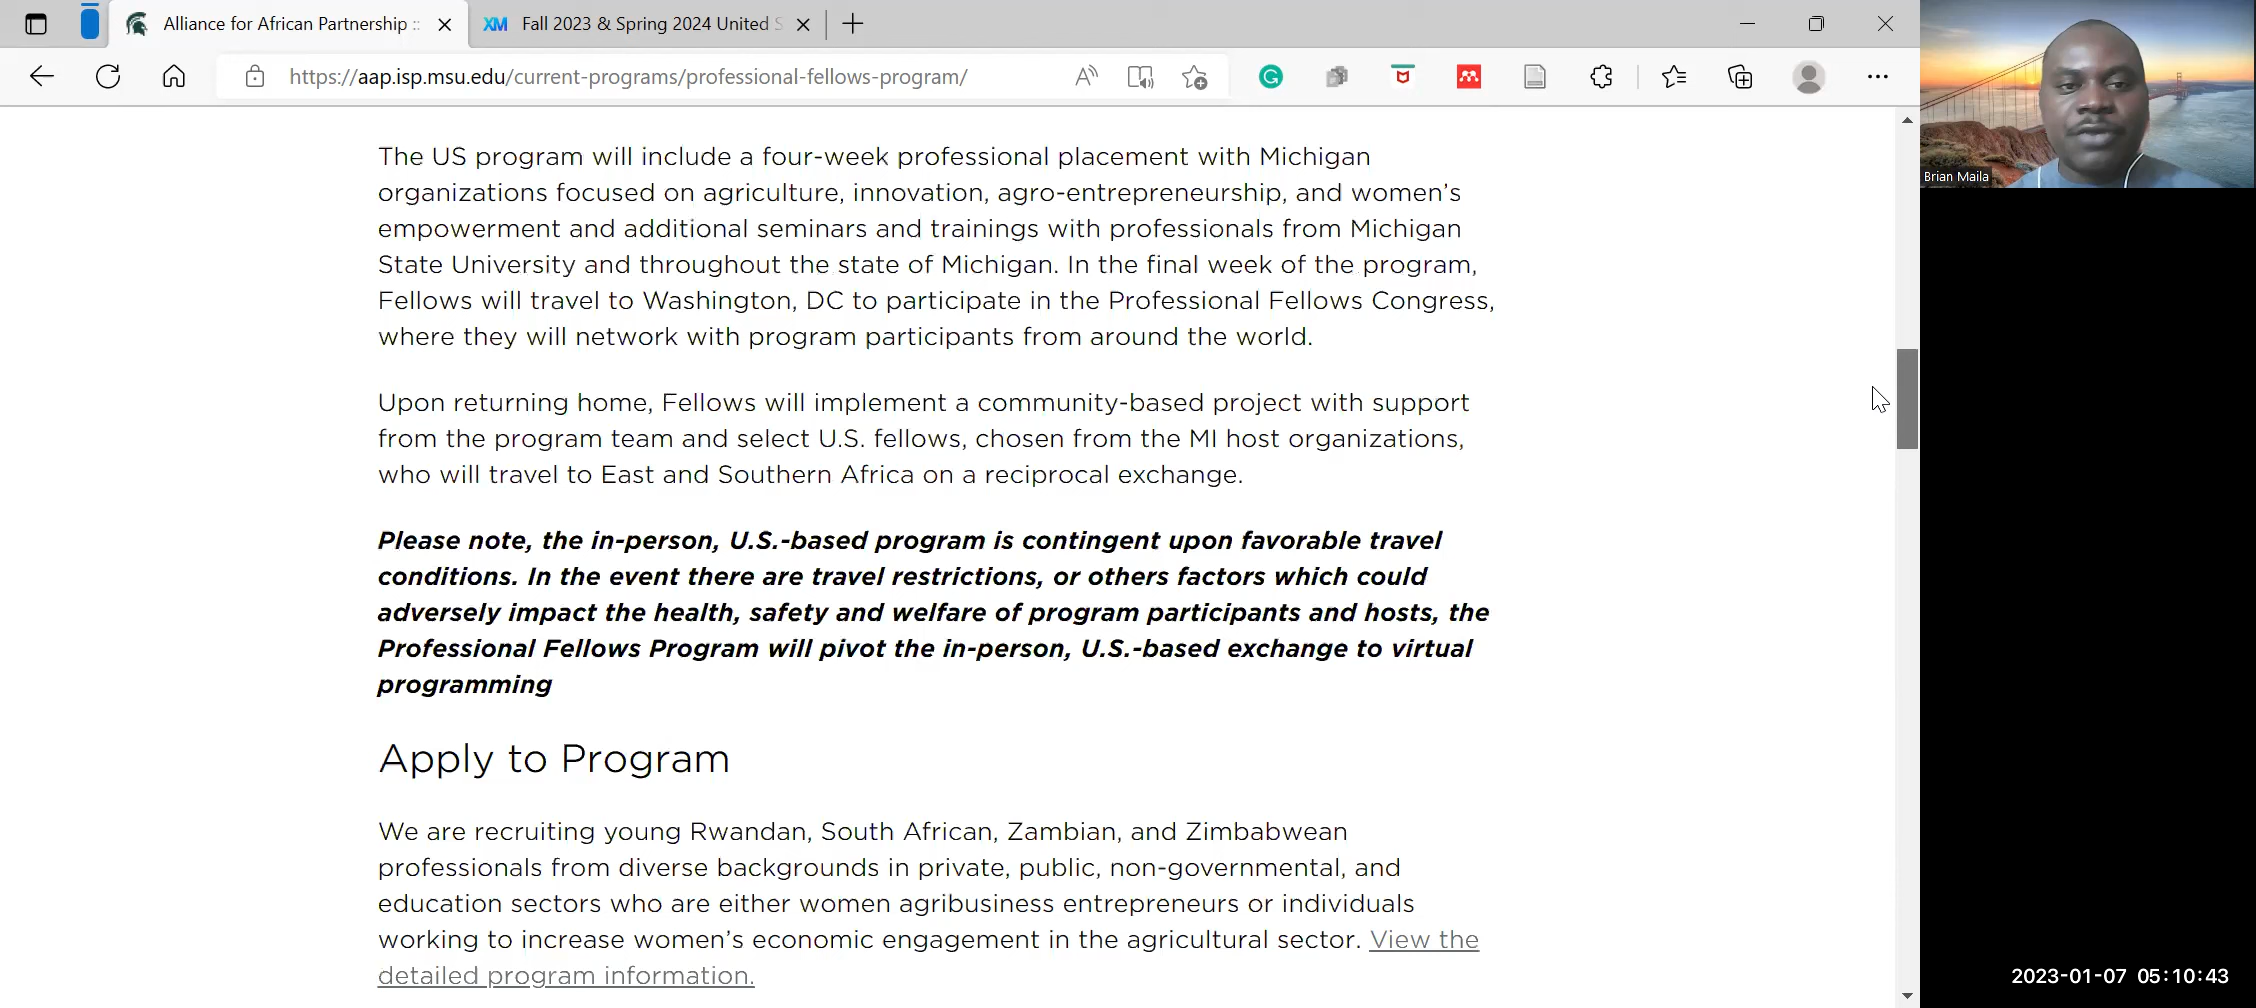 Alliance for African Partnership ::
XM Fall 2023 & Spring 2024 United S
https://aap.isp.msu.edu/current-programs/professional-fellows-program/
Brian Maila
The US program will include a four-week professional placement with Michigan
organizations focused on agriculture, innovation, agro-entrepreneurship, and women’s
empowerment and additional seminars and trainings with professionals from Michigan
State University and throughout the state of Michigan. In the final week of the program,
Fellows will travel to Washington, DC to participate in the Professional Fellows Congress,
where they will network with program participants from around the world.
Upon returning home, Fellows will implement a community-based project with support
from the program team and select U.S. fellows, chosen from the MI host organizations,
who will travel to East and Southern Africa on a reciprocal exchange.
Please note, the in-person, U.S.-based program is contingent upon favorable travel
conditions. In the event there are travel restrictions, or others factors which could
adversely impact the health, safety and welfare of program participants and hosts, the
Professional Fellows Program will pivot the in-person, U.S.-based exchange to virtual
programming
Apply to Program
We are recruiting young Rwandan, South African, Zambian, and Zimbabwean
professionals from diverse backgrounds in private, public, non-governmental, and
education sectors who are either women agribusiness entrepreneurs or individuals
working to increase women’s economic engagement in the agricultural sector. View the
detailed program information.
2023-01-07 05:10:43